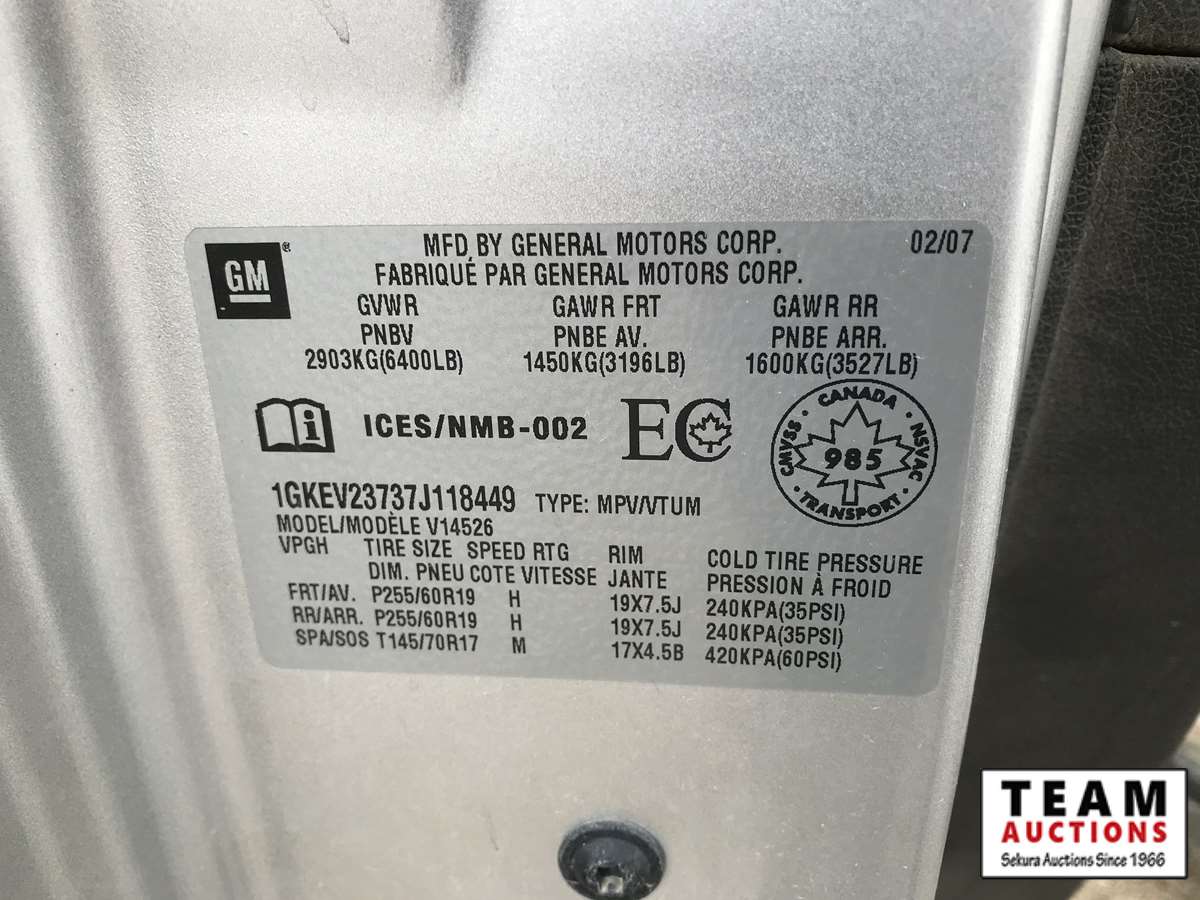 GM®
MFD BY GENERAL MOTORS CORP. 02/07
FABRIQUÉ PAR GENERAL MOTORS CORP.
GVWR GAWR FRT GAWR RR
PNBV PNBE AV. PNBE ARR.
2903KG(6400LB) 1450KG(3196LB) 1600KG(3527LB)
i ICES/NMB-002 EC
CANADA
CMVSS 985 NSVAC
TRANSPORT
1GKEV23737J118449 TYPE: MPV/VTUM
MODEL/MODÈLE V14526
VPGH TIRE SIZE SPEED RTG RIM COLD TIRE PRESSURE
DIM. PNEU COTE VITESSE JANTE PRESSION À FROID
FRT/AV. P255/60R19 H 19X7.5J 240KPA(35PSI)
RR/ARR. P255/60R19 H 19X7.5J 240KPA(35PSI)
SPA/SOS T145/70R17 M 17X4.5B 420KPA(60PSI)
TEAM
AUCTIONS
Sekura Auctions Since 1966